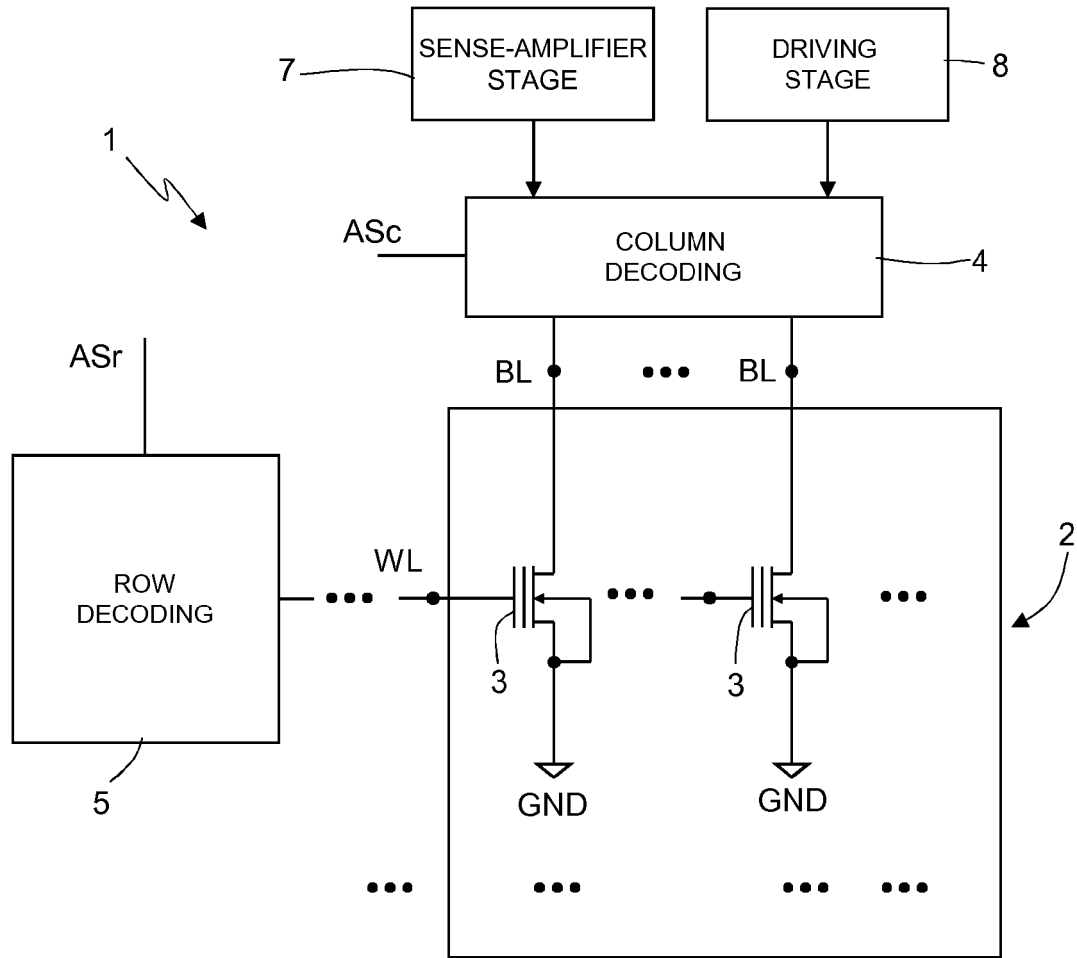 SENSE-AMPLIFIER
STAGE
7
DRIVING
STAGE
8
1
ASc
COLUMN
DECODING
4
ASr
BL
BL
2
WL
ROW
DECODING
3
3
5
GND
GND